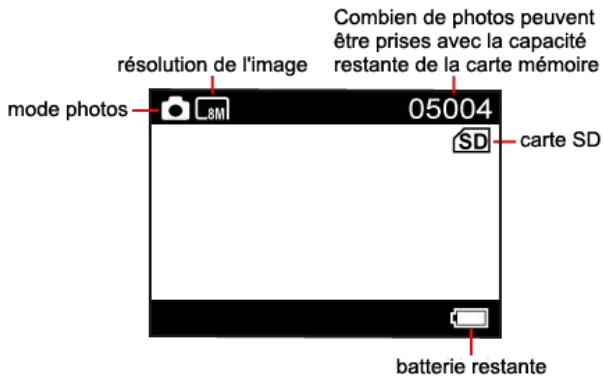 Combien de photos peuvent
être prises avec la capacité
restante de la carte mémoire
résolution de l'image
mode photos
8M
05004
SD
carte SD
batterie restante